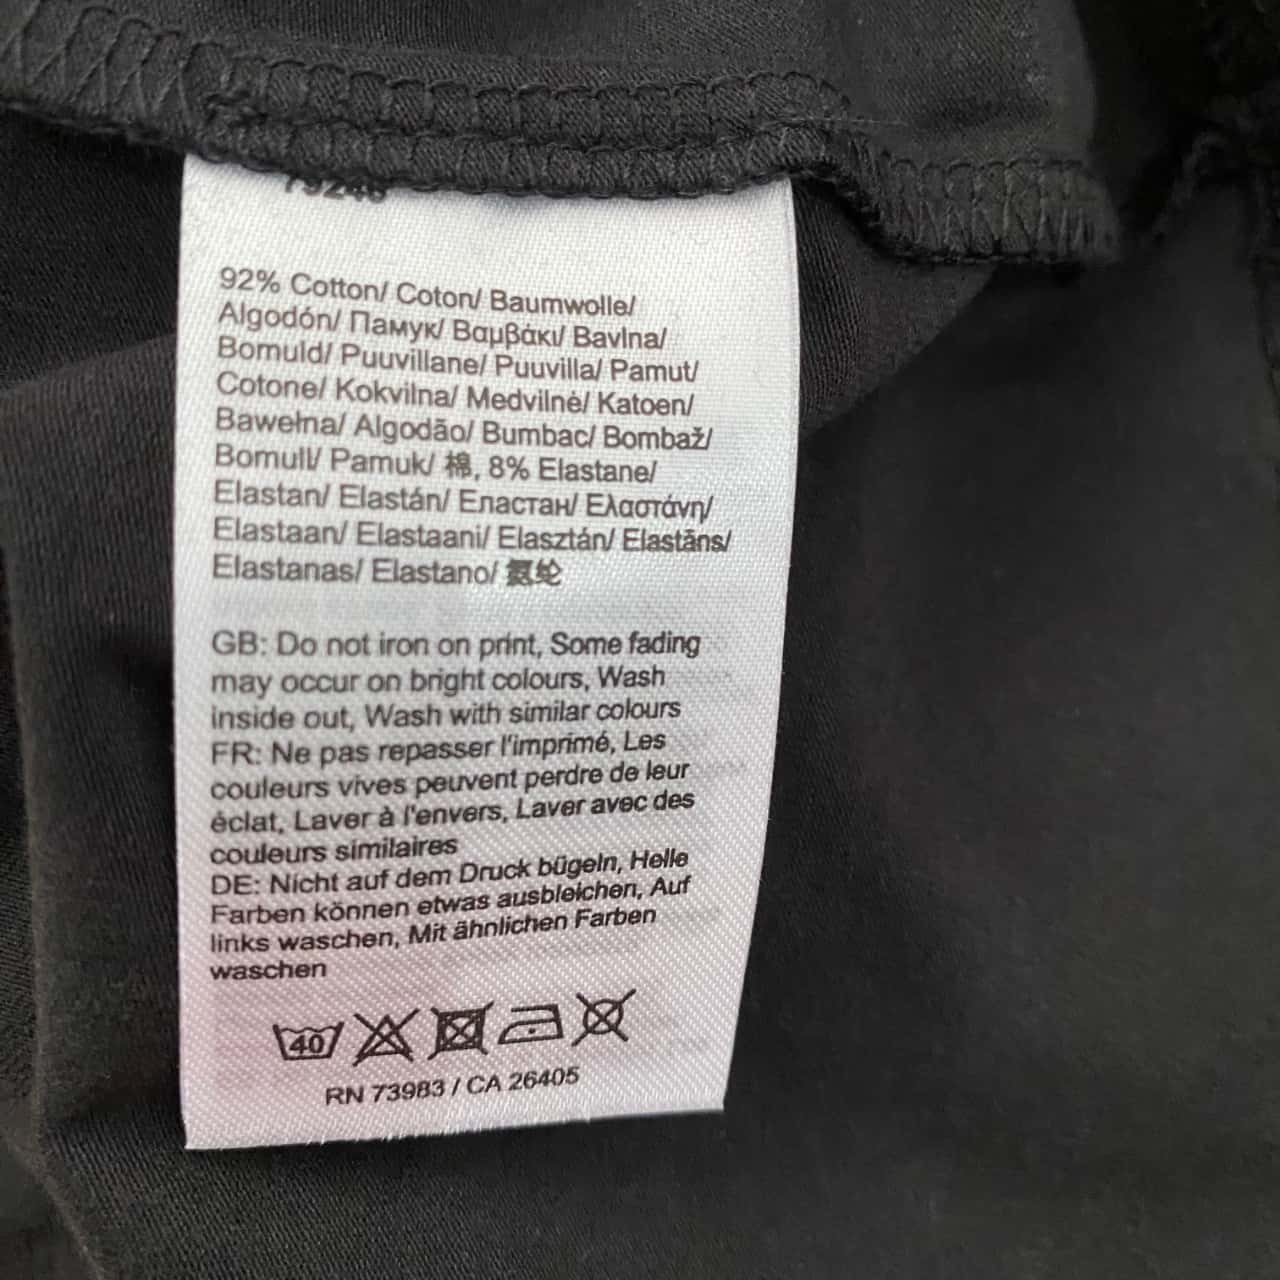 79248
92% Cotton/ Coton/ Baumwolle/
Algodón/ Памук/ Βαμβάκι/ Bavlna/
Bomuld/ Puuvillane/ Puuvilla/ Pamut/
Cotone/ Kokvilna/ Medvilnė/ Katoen/
Bawełna/ Algodão/ Bumbac/ Bombaž/
Bomull/ Pamuk/ 棉, 8% Elastane/
Elastan/ Elastán/ Еластан/ Ελαστάνη/
Elastaan/ Elastaani/ Elasztán/ Elastāns/
Elastanas/ Elastano/ 氨纶
GB: Do not iron on print, Some fading
may occur on bright colours, Wash
inside out, Wash with similar colours
FR: Ne pas repasser l'imprimé, Les
couleurs vives peuvent perdre de leur
éclat, Laver à l'envers, Laver avec des
couleurs similaires
DE: Nicht auf dem Druck bügeln, Helle
Farben können etwas ausbleichen, Auf
links waschen, Mit ähnlichen Farben
waschen
40
RN 73983 / CA 26405